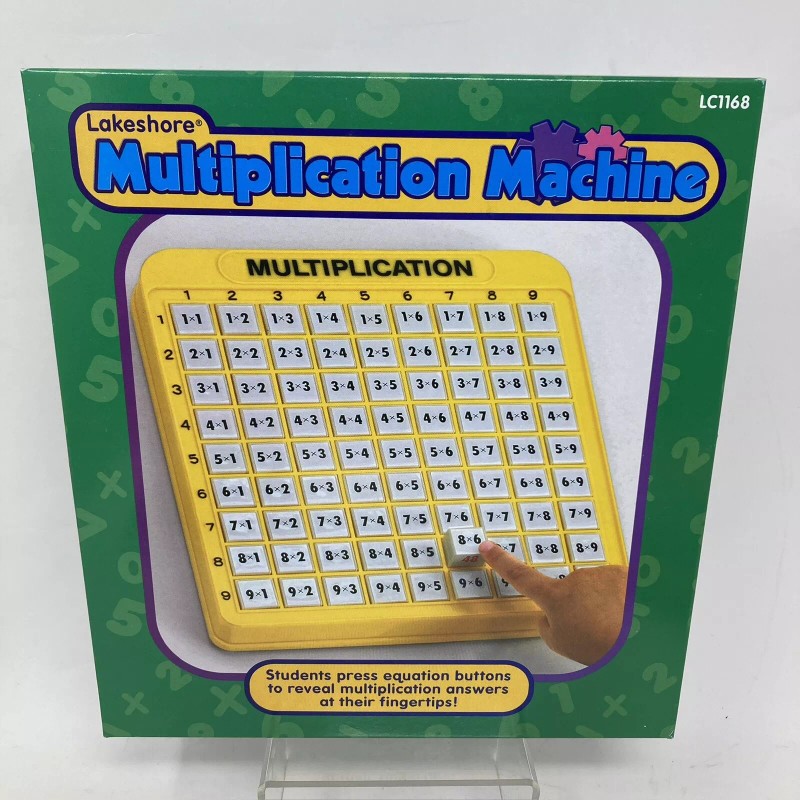 LC1168
Lakeshore®
Multiplication Machine
MULTIPLICATION
1 2 3 4 5 6 7 8 9
1 1×1 1×2 1×3 1×4 1×5 1×6 1×7 1×8 1×9
2 2×1 2×2 2×3 2×4 2×5 2×6 2×7 2×8 2×9
3 3×1 3×2 3×3 3×4 3×5 3×6 3×7 3×8 3×9
4 4×1 4×2 4×3 4×4 4×5 4×6 4×7 4×8 4×9
5 5×1 5×2 5×3 5×4 5×5 5×6 5×7 5×8 5×9
6 6×1 6×2 6×3 6×4 6×5 6×6 6×7 6×8 6×9
7 7×1 7×2 7×3 7×4 7×5 7×6 7×7 7×8 7×9
8 8×1 8×2 8×3 8×4 8×5 8×6 ×7 8×8 8×9
48
9 9×1 9×2 9×3 9×4 9×5 9×6 9 8
Students press equation buttons
to reveal multiplication answers
at their fingertips!